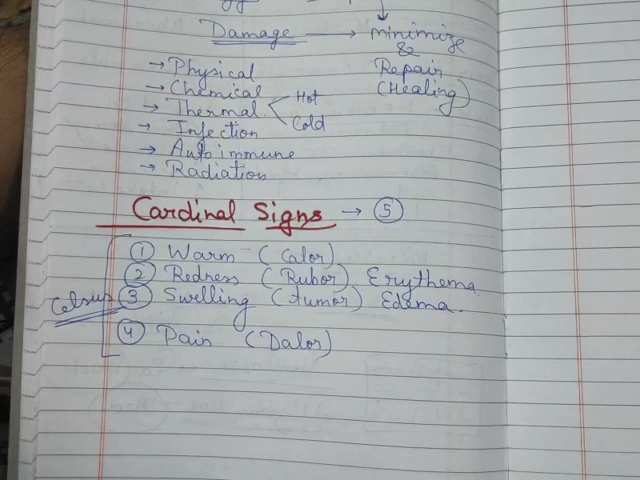 Damage → minimize
&
Repair
(Healing)
→ Physical
→ Chemical
→ Thermal < Hot
Cold
→ Infection
→ Autoimmune
→ Radiation
Cardinal Signs → ⑤
① Warm - (Calor)
② Redness (Rubor) Erythema
Celsus ③ Swelling (tumor) Edema.
④ Pain (Dalor)